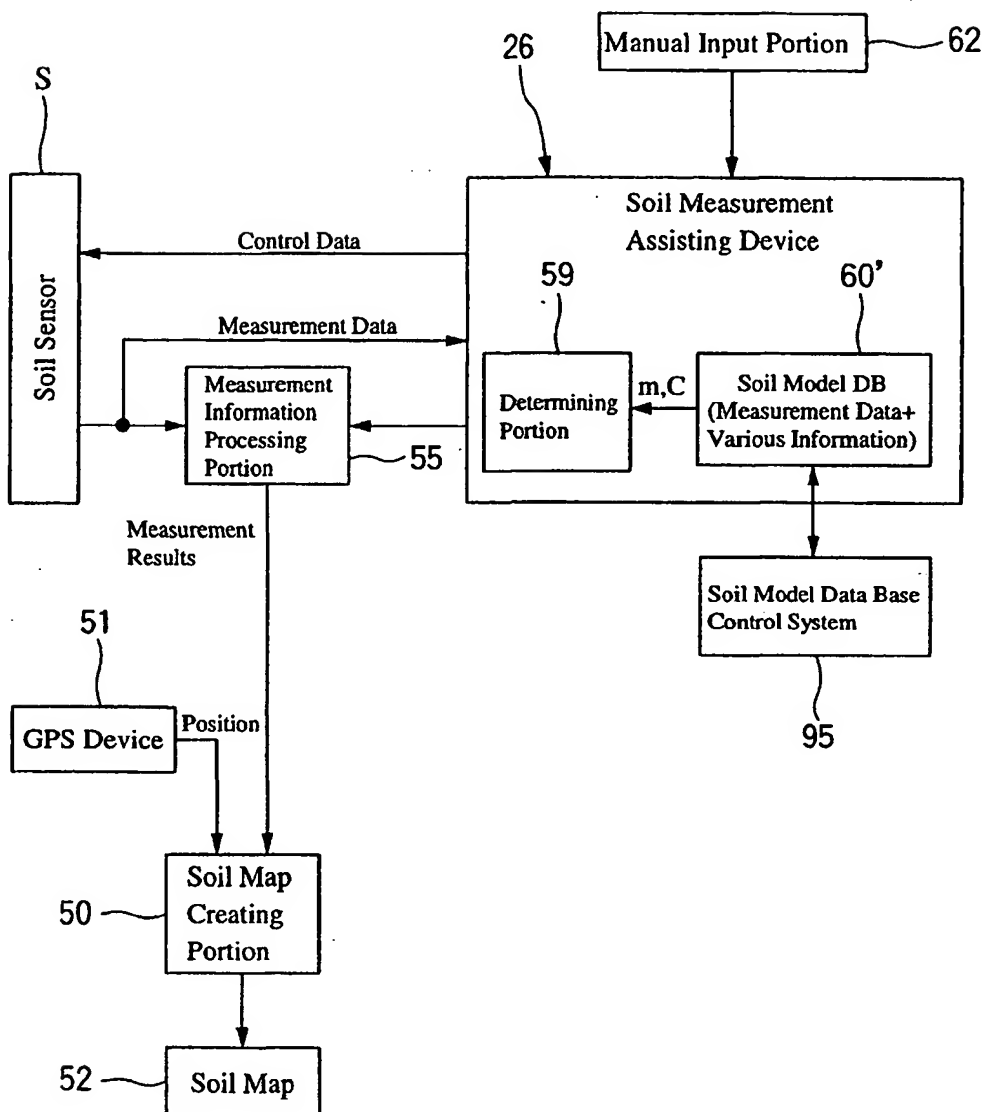 Manual Input Portion
62
26
S
Soil Measurement
Assisting Device
Control Data
59
60’
Soil Sensor
Measurement Data
Measurement
Information
Processing
Portion
55
Determining
Portion
m,C
Soil Model DB
(Measurement Data+
Various Information)
Measurement
Results
Soil Model Data Base
Control System
95
51
GPS Device
Position
50
Soil Map
Creating
Portion
52
Soil Map